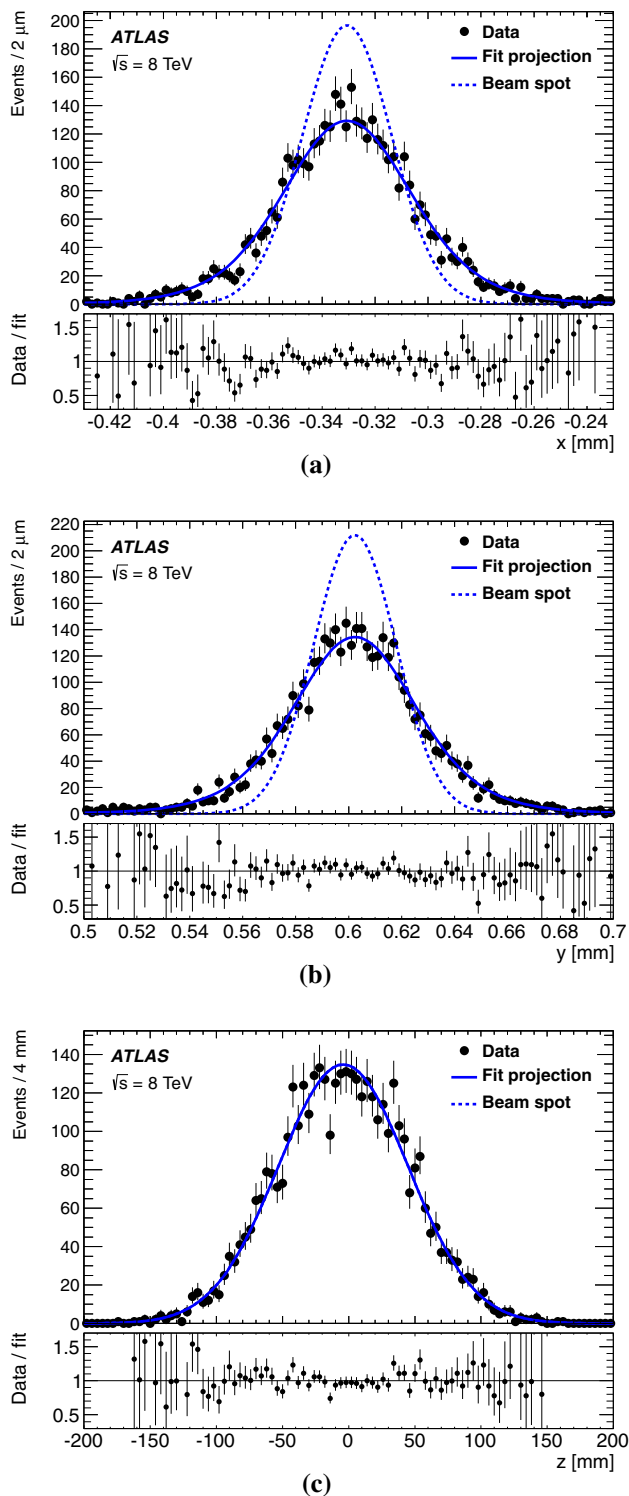 Events / 2 μm
200
180
160
140
120
100
80
60
40
20
0
ATLAS
√s = 8 TeV
Data
Fit projection
Beam spot
Data / fit
1.5
1
0.5
-0.42 -0.4 -0.38 -0.36 -0.34 -0.32 -0.3 -0.28 -0.26 -0.24
x [mm]
(a)
Events / 2 μm
220
200
180
160
140
120
100
80
60
40
20
0
ATLAS
√s = 8 TeV
Data
Fit projection
Beam spot
Data / fit
1.5
1
0.5
0.5 0.52 0.54 0.56 0.58 0.6 0.62 0.64 0.66 0.68 0.7
y [mm]
(b)
Events / 4 mm
140
120
100
80
60
40
20
0
ATLAS
√s = 8 TeV
Data
Fit projection
Beam spot
Data / fit
1.5
1
0.5
-200 -150 -100 -50 0 50 100 150 200
z [mm]
(c)